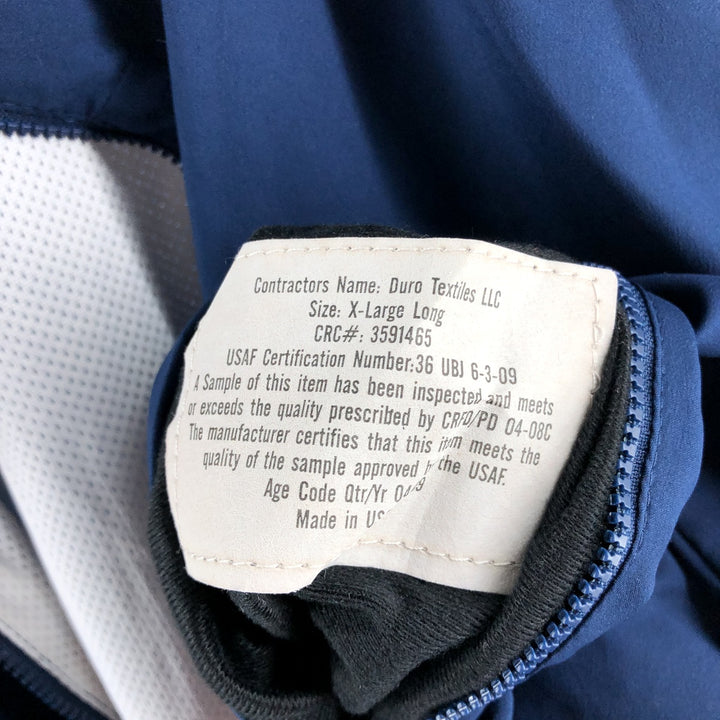 Contractors Name: Duro Textiles LLC
Size: X-Large Long
CRC#: 3591465
USAF Certification Number:36 UBJ 6-3-09
A Sample of this item has been inspected and meets
or exceeds the quality prescribed by CRFD/PD 04-08C
The manufacturer certifies that this item meets the
quality of the sample approved by the USAF.
Age Code Qtr/Yr
Made in